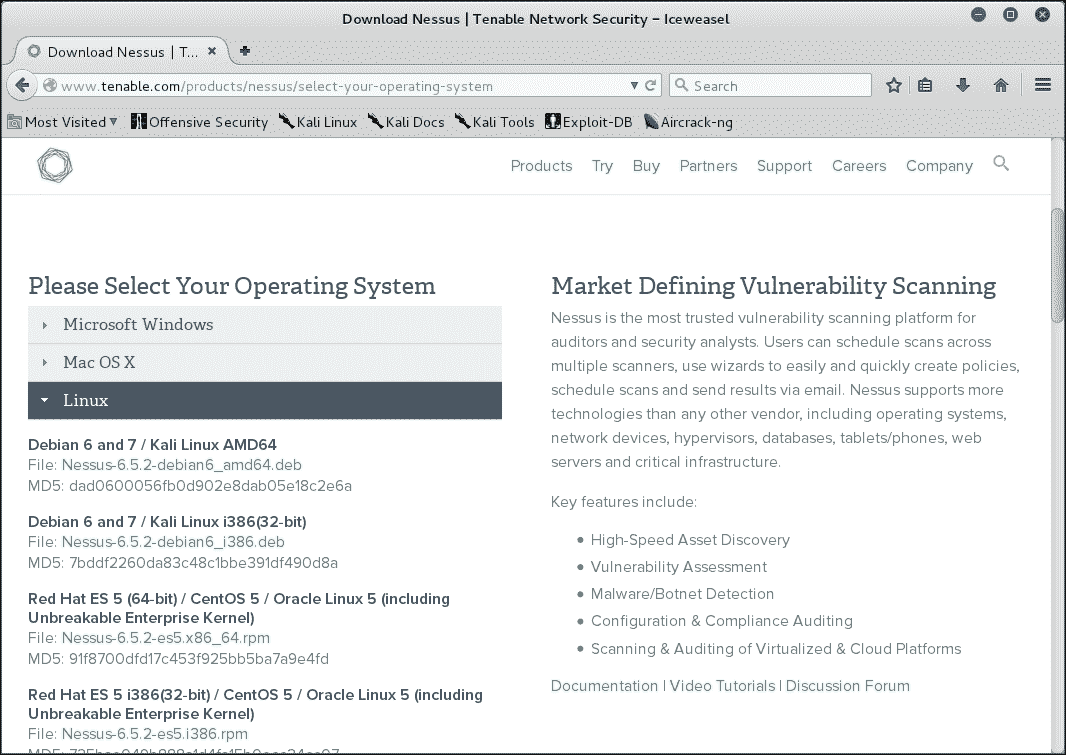 Download Nessus | Tenable Network Security – Iceweasel
Download Nessus | T...
www.tenable.com/products/nessus/select-your-operating-system
Search
Most Visited
Offensive Security
Kali Linux
Kali Docs
Kali Tools
Exploit-DB
Aircrack-ng
Products
Try
Buy
Partners
Support
Careers
Company
Please Select Your Operating System
Microsoft Windows
Mac OS X
Linux
Debian 6 and 7 / Kali Linux AMD64
File: Nessus-6.5.2-debian6_amd64.deb
MD5: dad0600056fb0d902e8dab05e18c2e6a
Debian 6 and 7 / Kali Linux i386(32-bit)
File: Nessus-6.5.2-debian6_i386.deb
MD5: 7bddf2260da83c48c1bbe391df490d8a
Red Hat ES 5 (64-bit) / CentOS 5 / Oracle Linux 5 (including
Unbreakable Enterprise Kernel)
File: Nessus-6.5.2-es5.x86_64.rpm
MD5: 91f8700dfd17c453f925bb5ba7a9e4fd
Red Hat ES 5 i386(32-bit) / CentOS 5 / Oracle Linux 5 (including
Unbreakable Enterprise Kernel)
File: Nessus-6.5.2-es5.i386.rpm
Market Defining Vulnerability Scanning
Nessus is the most trusted vulnerability scanning platform for
auditors and security analysts. Users can schedule scans across
multiple scanners, use wizards to easily and quickly create policies,
schedule scans and send results via email. Nessus supports more
technologies than any other vendor, including operating systems,
network devices, hypervisors, databases, tablets/phones, web
servers and critical infrastructure.
Key features include:
High-Speed Asset Discovery
Vulnerability Assessment
Malware/Botnet Detection
Configuration & Compliance Auditing
Scanning & Auditing of Virtualized & Cloud Platforms
Documentation | Video Tutorials | Discussion Forum